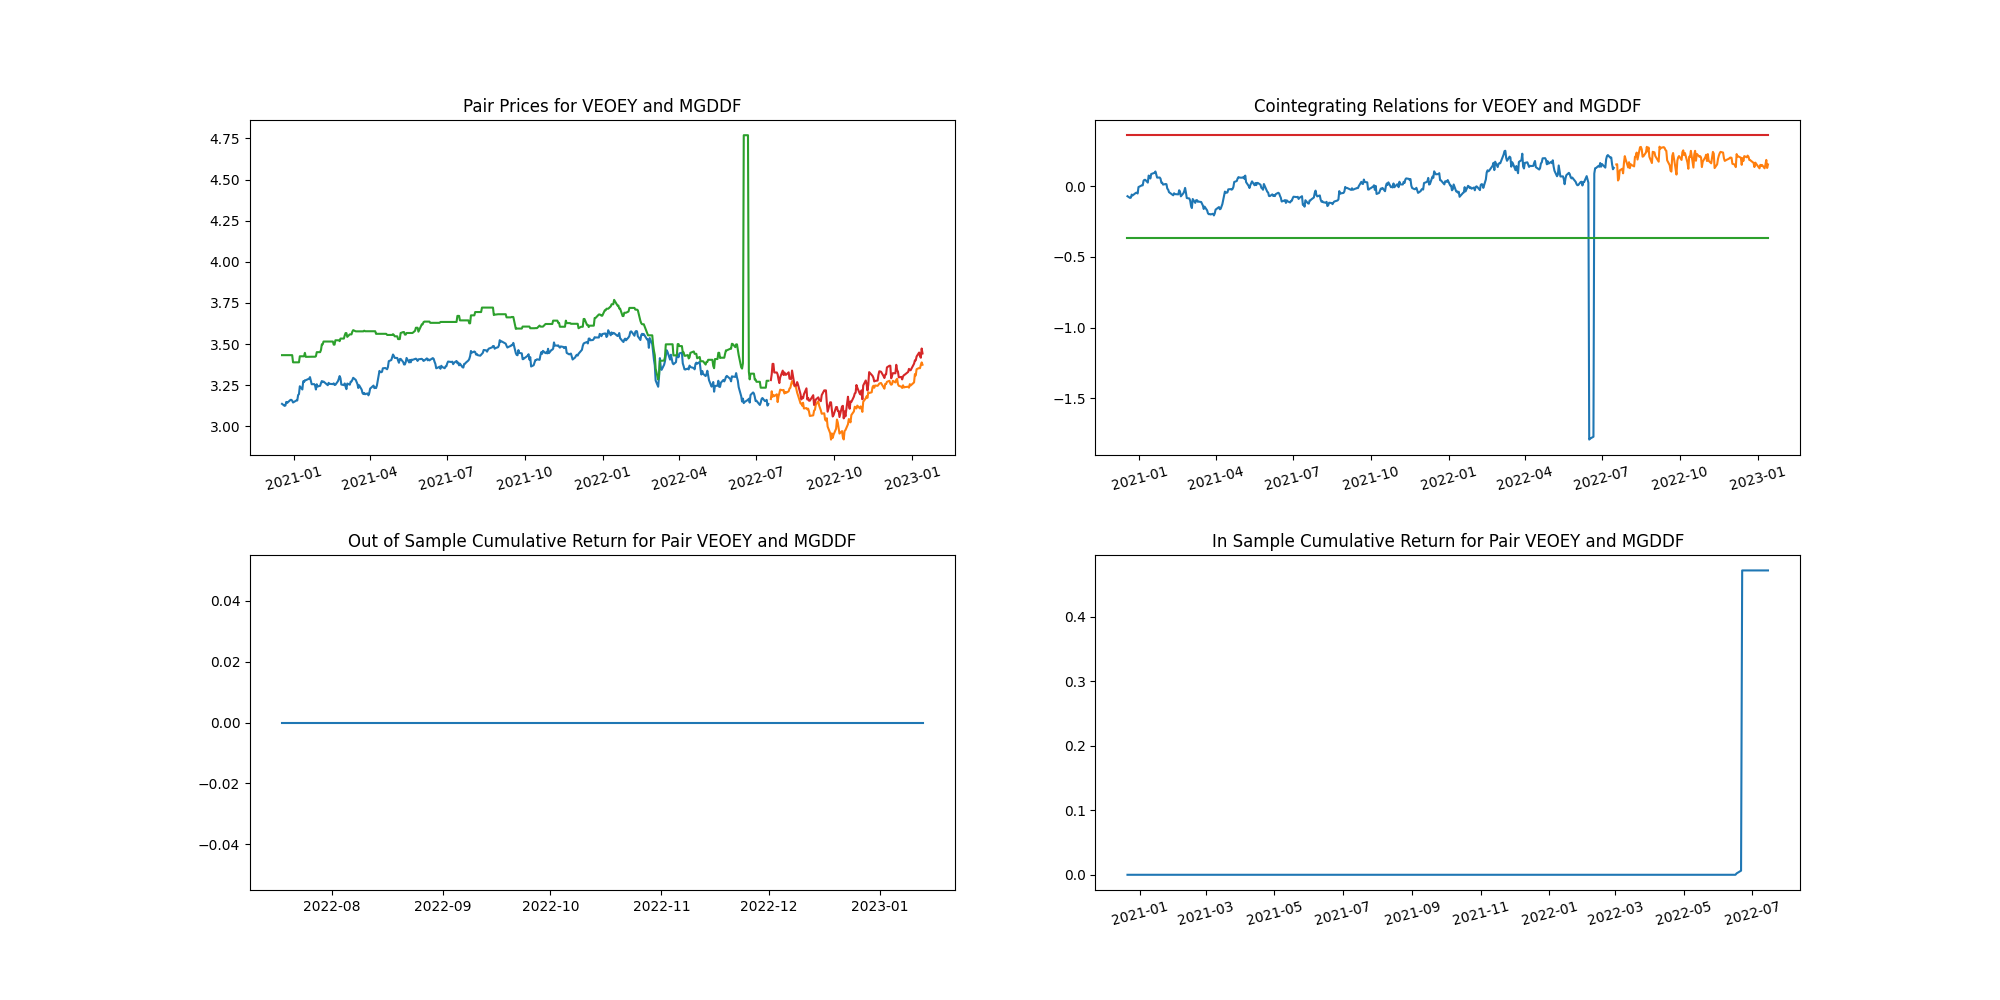 Pair Prices for VEOEY and MGDDF
4.75
4.50
4.25
4.00
3.75
3.50
3.25
3.00
2021-01 2021-04 2021-07 2021-10 2022-01 2022-04 2022-07 2022-10 2023-01
Cointegrating Relations for VEOEY and MGDDF
0.0
−0.5
−1.0
−1.5
2021-01 2021-04 2021-07 2021-10 2022-01 2022-04 2022-07 2022-10 2023-01
Out of Sample Cumulative Return for Pair VEOEY and MGDDF
0.04
0.02
0.00
−0.02
−0.04
2022-08 2022-09 2022-10 2022-11 2022-12 2023-01
In Sample Cumulative Return for Pair VEOEY and MGDDF
0.4
0.3
0.2
0.1
0.0
2021-01 2021-03 2021-05 2021-07 2021-09 2021-11 2022-01 2022-03 2022-05 2022-07